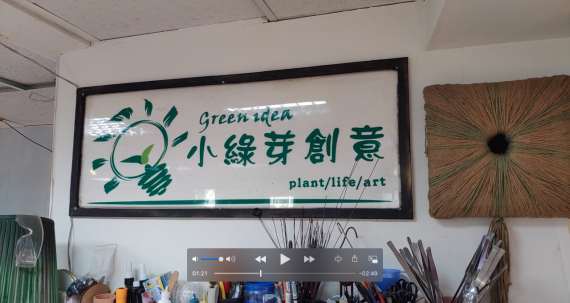 Green idea
小綠芽創意
plant/life/art
01:21
-02:49